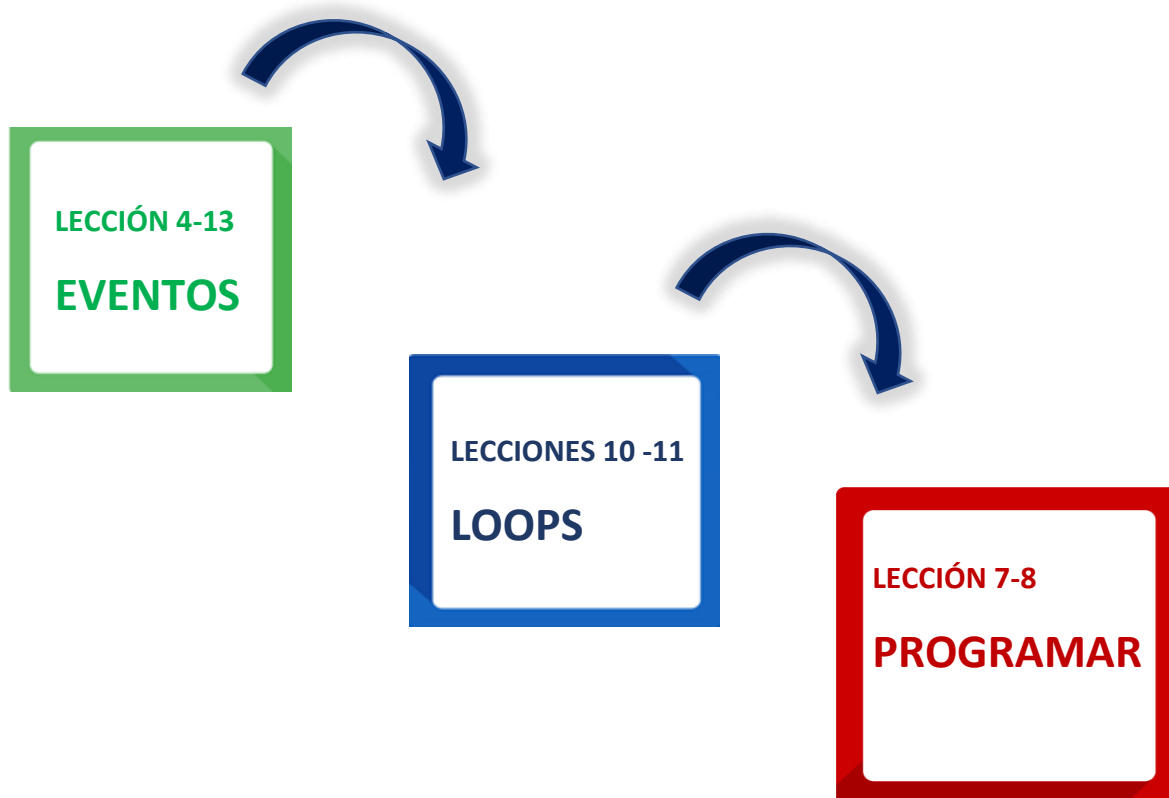 LECCIÓN 4-13
EVENTOS
LECCIONES 10 -11
LOOPS
LECCIÓN 7-8
PROGRAMAR